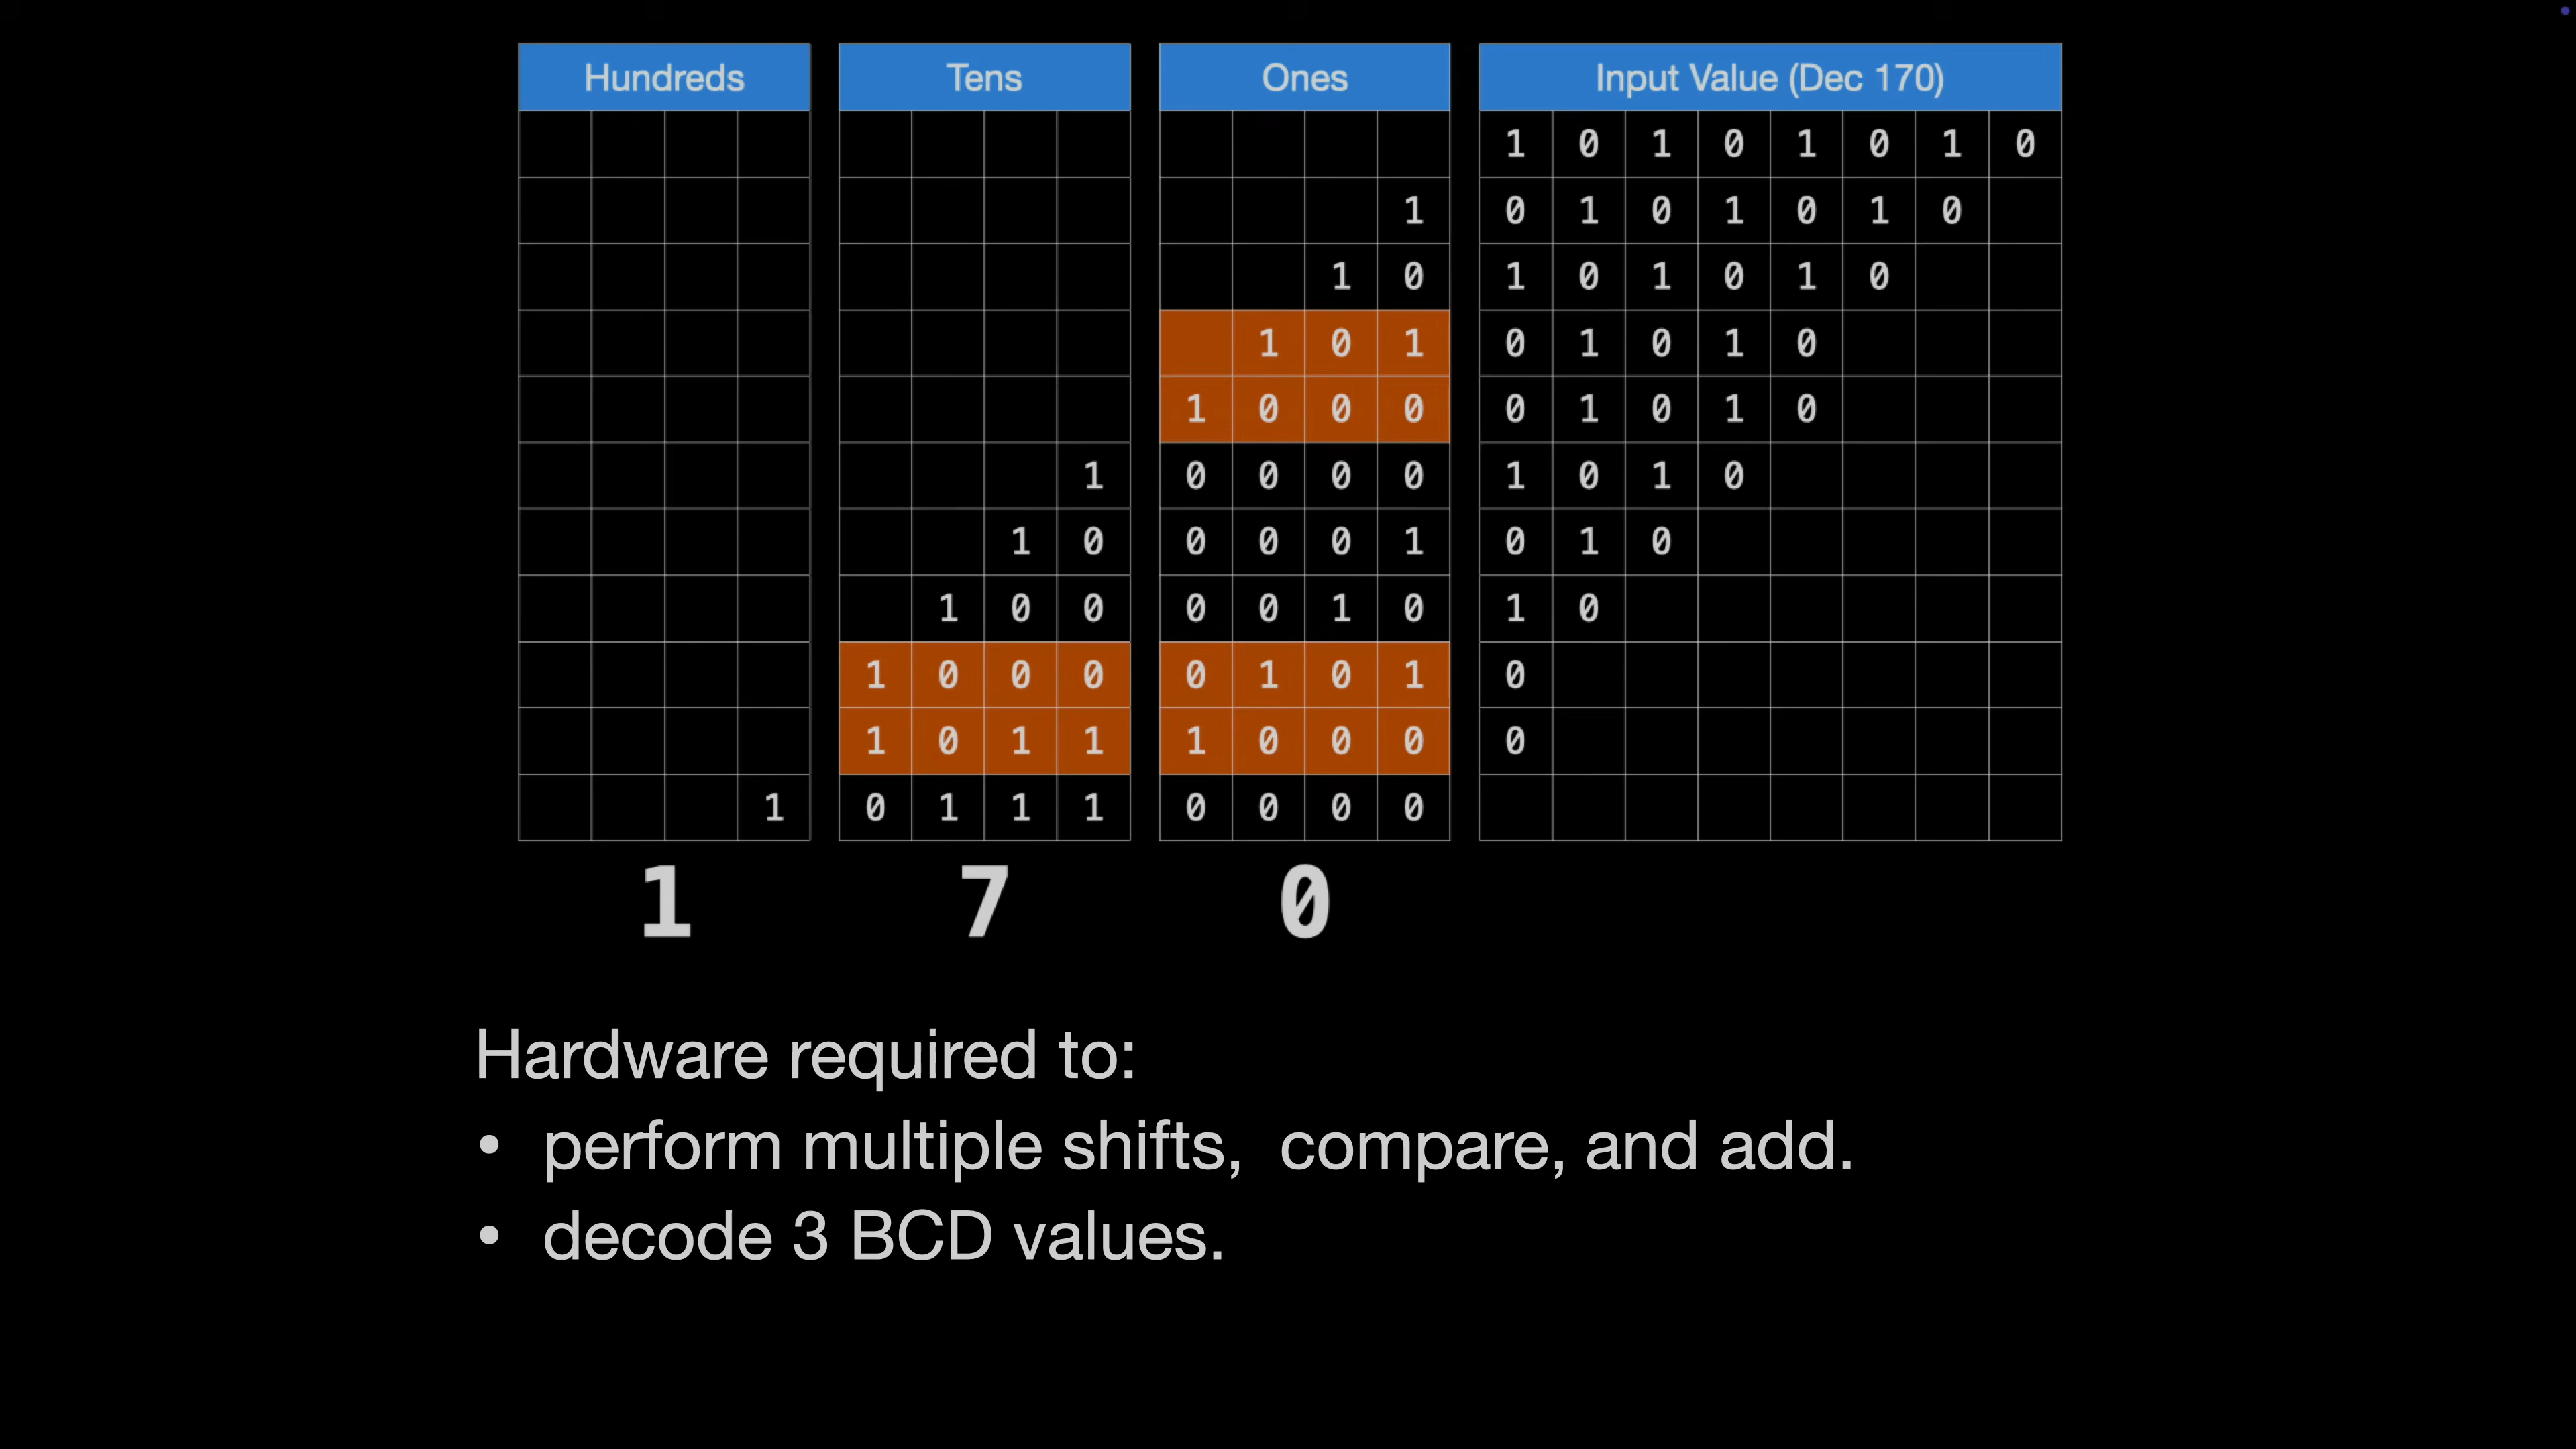 Hundreds Tens Ones Input Value (Dec 170)
1 0 1 0 1 0 1 0
1 0 1 0 1 0 1 0
1 0 1 0 1 0 1 0
1 0 1 0 1 0 1 0
1 0 0 0 0 1 0 1 0
1 0 0 0 0 1 0 1 0
1 0 0 0 0 1 0 1 0
1 0 0 0 0 1 0 1 0
1 0 0 0 0 1 0 1 0
1 0 1 1 1 0 0 0 0
1 0 1 1 1 0 0 0 0
1 7 0
Hardware required to:
• perform multiple shifts, compare, and add.
• decode 3 BCD values.